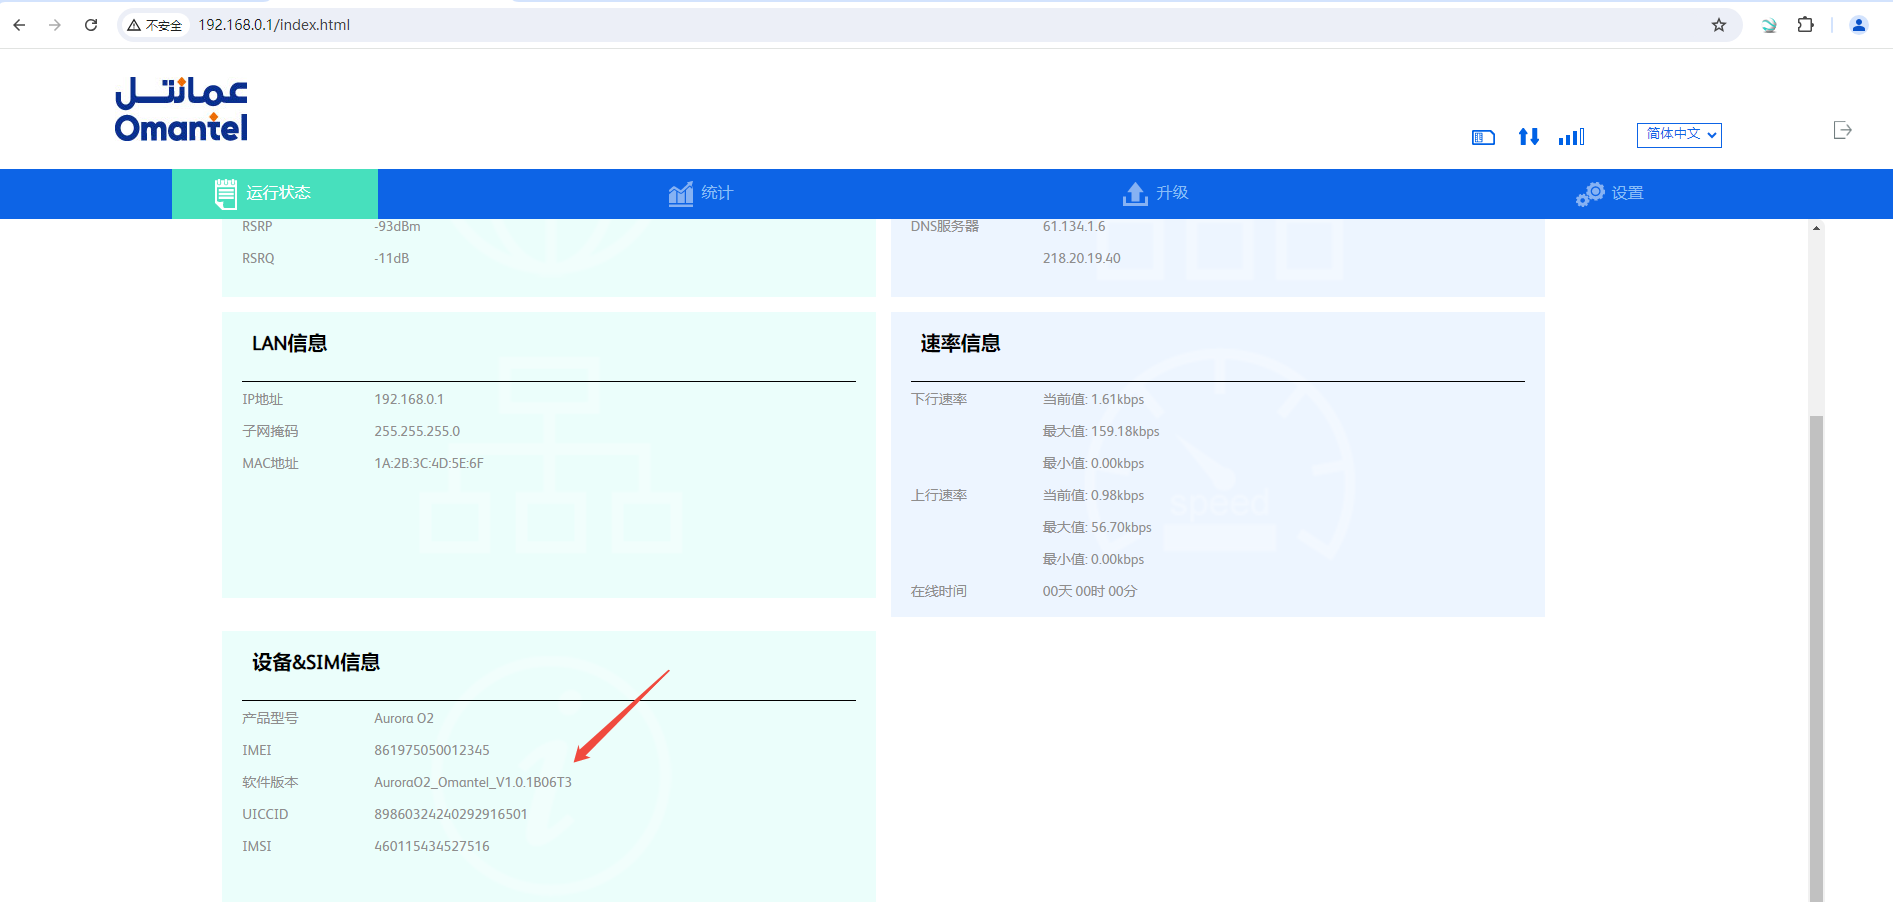 不安全 192.168.0.1/index.html
عمانتل
Omantel
简体中文
运行状态 统计 升级 设置
RSRP -93dBm
RSRQ -11dB
DNS服务器 61.134.1.6
218.20.19.40
LAN信息
IP地址 192.168.0.1
子网掩码 255.255.255.0
MAC地址 1A:2B:3C:4D:5E:6F
速率信息
下行速率 当前值: 1.61kbps
最大值: 159.18kbps
最小值: 0.00kbps
上行速率 当前值: 0.98kbps
最大值: 56.70kbps
最小值: 0.00kbps
在线时间 00天 00时 00分
speed
设备&SIM信息
产品型号 Aurora O2
IMEI 861975050012345
软件版本 AuroraO2_Omantel_V1.0.1B06T3
UICCID 89860324240292916501
IMSI 460115434527516